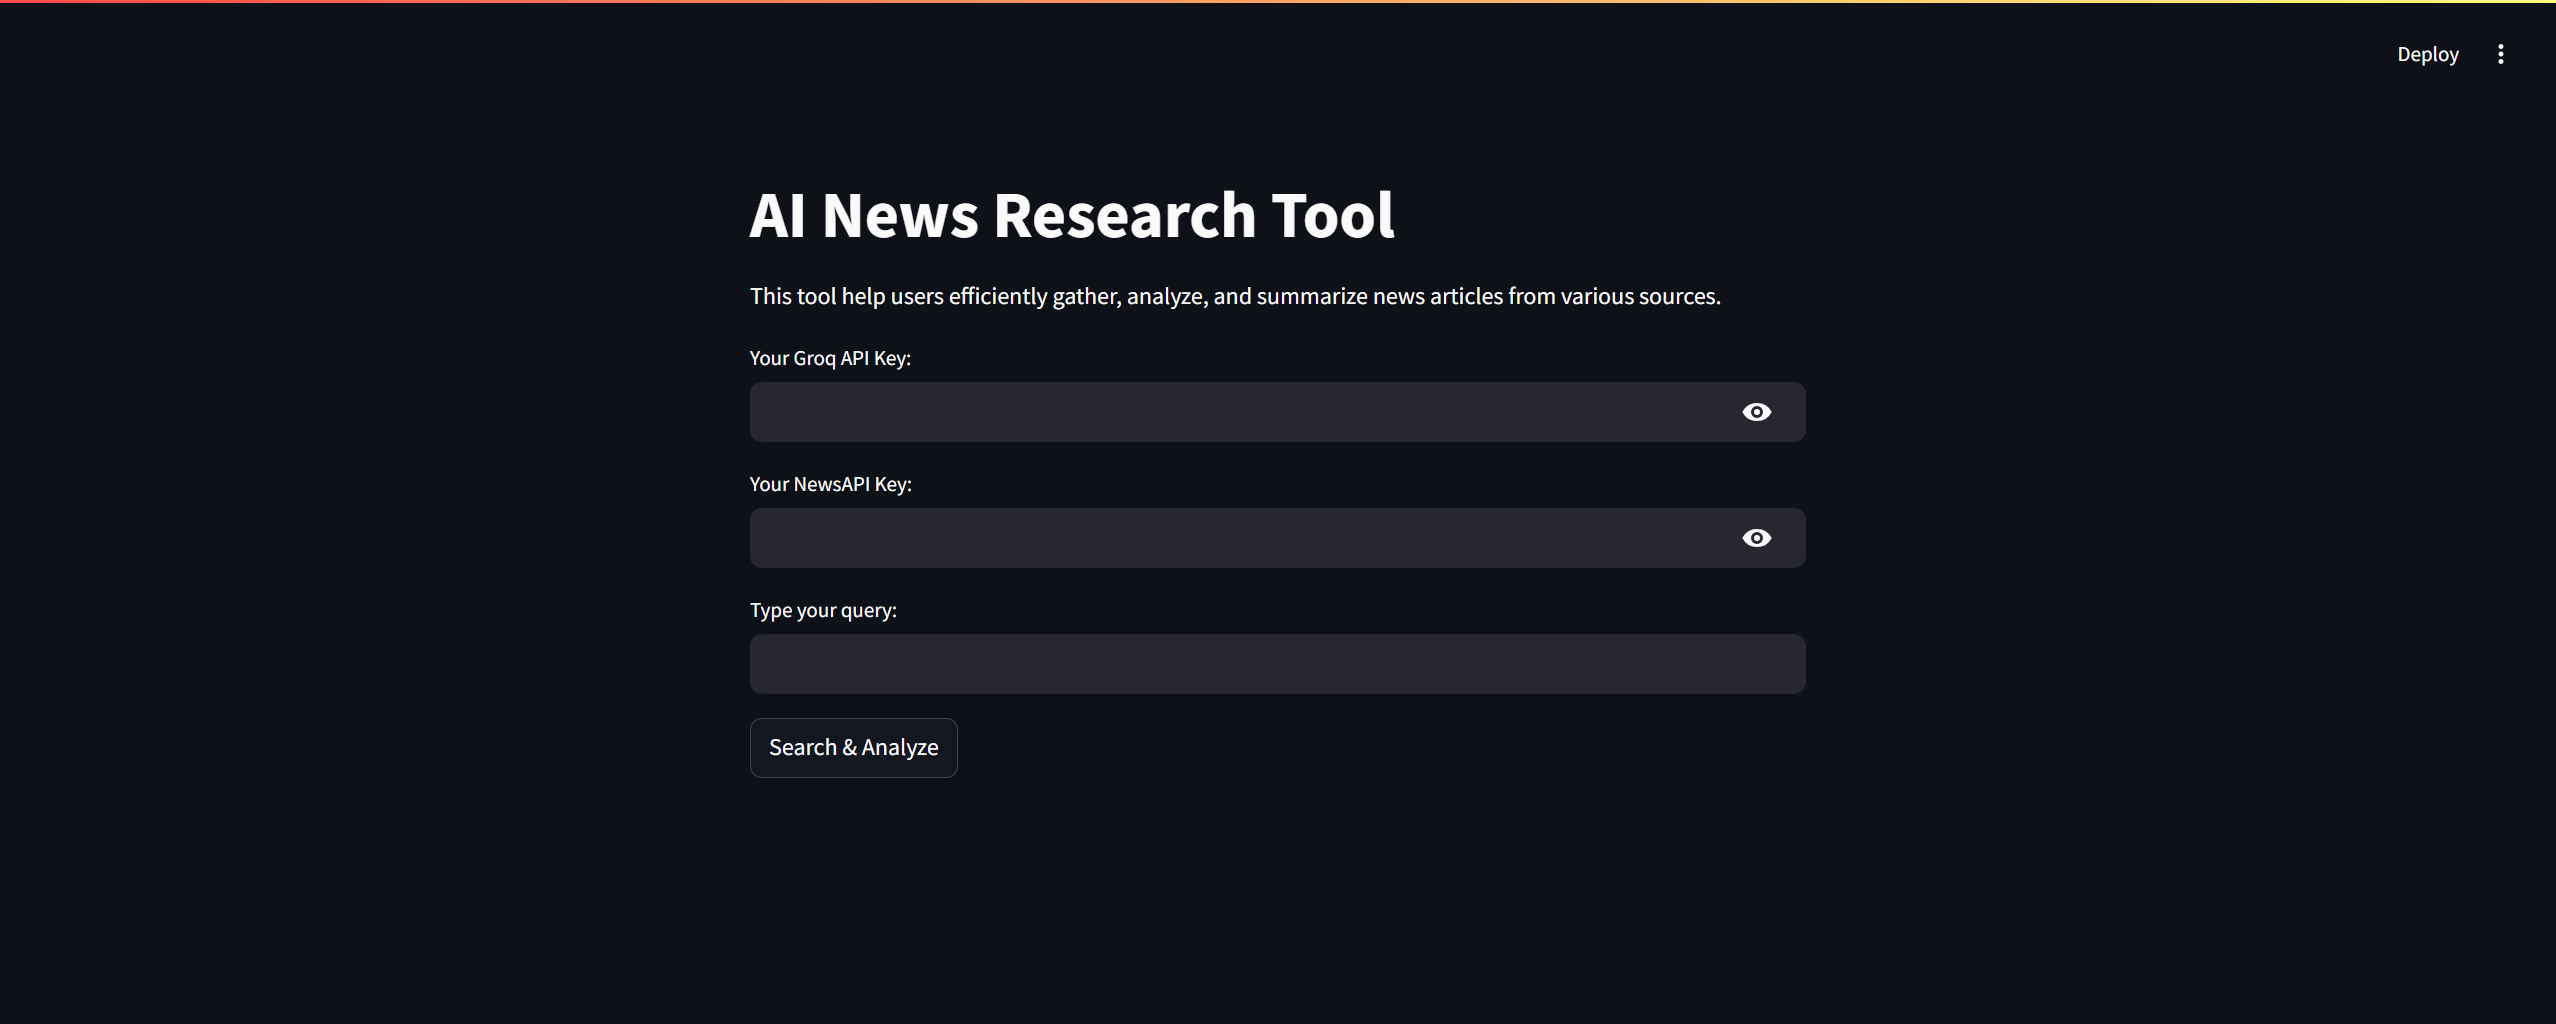 Deploy
AI News Research Tool
This tool help users efficiently gather, analyze, and summarize news articles from various sources.
Your Groq API Key:
Your NewsAPI Key:
Type your query:
Search & Analyze